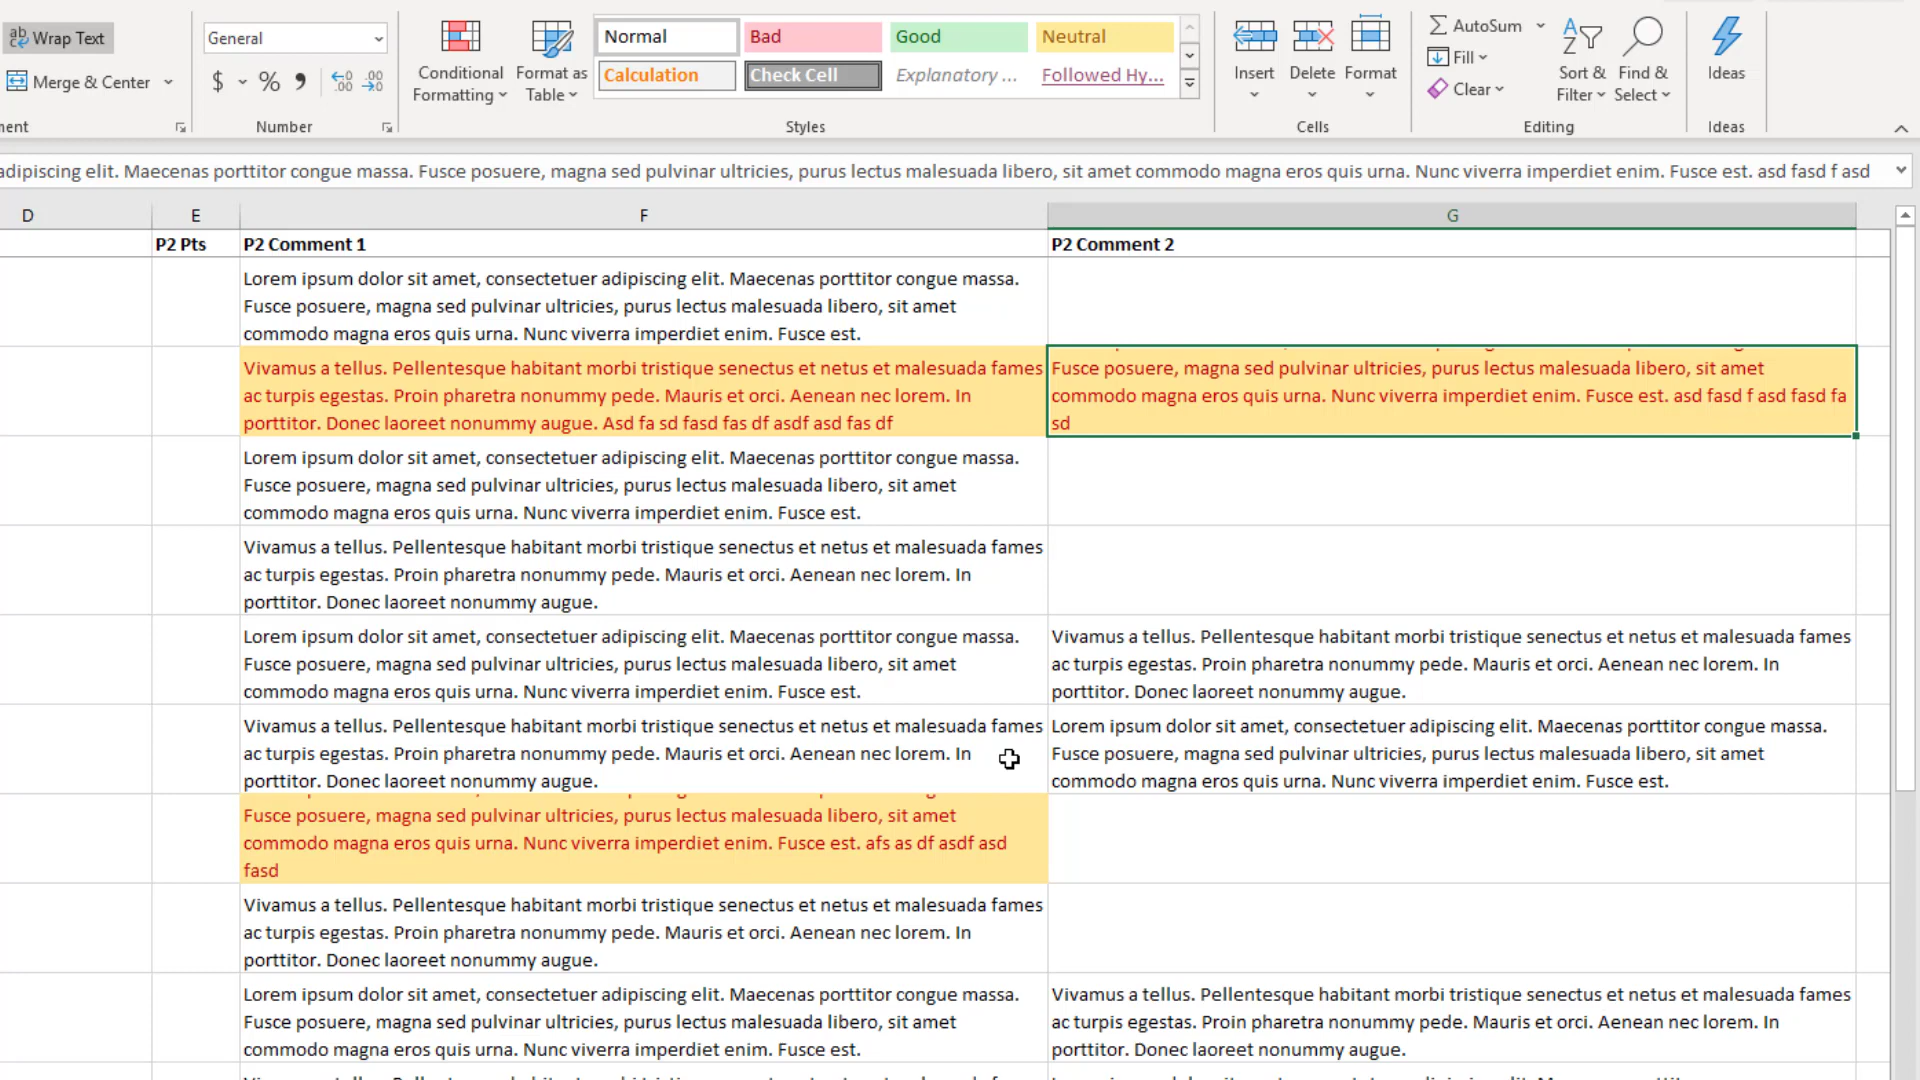 Wrap Text
Merge & Center
ment
General
$ % ,
Number
Conditional Formatting
Format as Table
Normal
Bad
Good
Neutral
Calculation
Check Cell
Explanatory ...
Followed Hy...
Styles
Insert
Delete
Format
Cells
AutoSum
Fill
Clear
Sort & Filter
Find & Select
Editing
Ideas
Ideas
adipiscing elit. Maecenas porttitor congue massa. Fusce posuere, magna sed pulvinar ultricies, purus lectus malesuada libero, sit amet commodo magna eros quis urna. Nunc viverra imperdiet enim. Fusce est. asd fasd f asd
D E F G
P2 Pts
P2 Comment 1
P2 Comment 2
Lorem ipsum dolor sit amet, consectetuer adipiscing elit. Maecenas porttitor congue massa.
Fusce posuere, magna sed pulvinar ultricies, purus lectus malesuada libero, sit amet
commodo magna eros quis urna. Nunc viverra imperdiet enim. Fusce est.
Vivamus a tellus. Pellentesque habitant morbi tristique senectus et netus et malesuada fames
ac turpis egestas. Proin pharetra nonummy pede. Mauris et orci. Aenean nec lorem. In
porttitor. Donec laoreet nonummy augue. Asd fa sd fasd fas df asdf asd fas df
Fusce posuere, magna sed pulvinar ultricies, purus lectus malesuada libero, sit amet
commodo magna eros quis urna. Nunc viverra imperdiet enim. Fusce est. asd fasd f asd fasd fa
sd
Lorem ipsum dolor sit amet, consectetuer adipiscing elit. Maecenas porttitor congue massa.
Fusce posuere, magna sed pulvinar ultricies, purus lectus malesuada libero, sit amet
commodo magna eros quis urna. Nunc viverra imperdiet enim. Fusce est.
Vivamus a tellus. Pellentesque habitant morbi tristique senectus et netus et malesuada fames
ac turpis egestas. Proin pharetra nonummy pede. Mauris et orci. Aenean nec lorem. In
porttitor. Donec laoreet nonummy augue.
Lorem ipsum dolor sit amet, consectetuer adipiscing elit. Maecenas porttitor congue massa.
Fusce posuere, magna sed pulvinar ultricies, purus lectus malesuada libero, sit amet
commodo magna eros quis urna. Nunc viverra imperdiet enim. Fusce est.
Vivamus a tellus. Pellentesque habitant morbi tristique senectus et netus et malesuada fames
ac turpis egestas. Proin pharetra nonummy pede. Mauris et orci. Aenean nec lorem. In
porttitor. Donec laoreet nonummy augue.
Vivamus a tellus. Pellentesque habitant morbi tristique senectus et netus et malesuada fames
ac turpis egestas. Proin pharetra nonummy pede. Mauris et orci. Aenean nec lorem. In
porttitor. Donec laoreet nonummy augue.
Lorem ipsum dolor sit amet, consectetuer adipiscing elit. Maecenas porttitor congue massa.
Fusce posuere, magna sed pulvinar ultricies, purus lectus malesuada libero, sit amet
commodo magna eros quis urna. Nunc viverra imperdiet enim. Fusce est.
Fusce posuere, magna sed pulvinar ultricies, purus lectus malesuada libero, sit amet
commodo magna eros quis urna. Nunc viverra imperdiet enim. Fusce est. afs as df asdf asd
fasd
Vivamus a tellus. Pellentesque habitant morbi tristique senectus et netus et malesuada fames
ac turpis egestas. Proin pharetra nonummy pede. Mauris et orci. Aenean nec lorem. In
porttitor. Donec laoreet nonummy augue.
Lorem ipsum dolor sit amet, consectetuer adipiscing elit. Maecenas porttitor congue massa.
Fusce posuere, magna sed pulvinar ultricies, purus lectus malesuada libero, sit amet
commodo magna eros quis urna. Nunc viverra imperdiet enim. Fusce est.
Vivamus a tellus. Pellentesque habitant morbi tristique senectus et netus et malesuada fames
ac turpis egestas. Proin pharetra nonummy pede. Mauris et orci. Aenean nec lorem. In
porttitor. Donec laoreet nonummy augue.